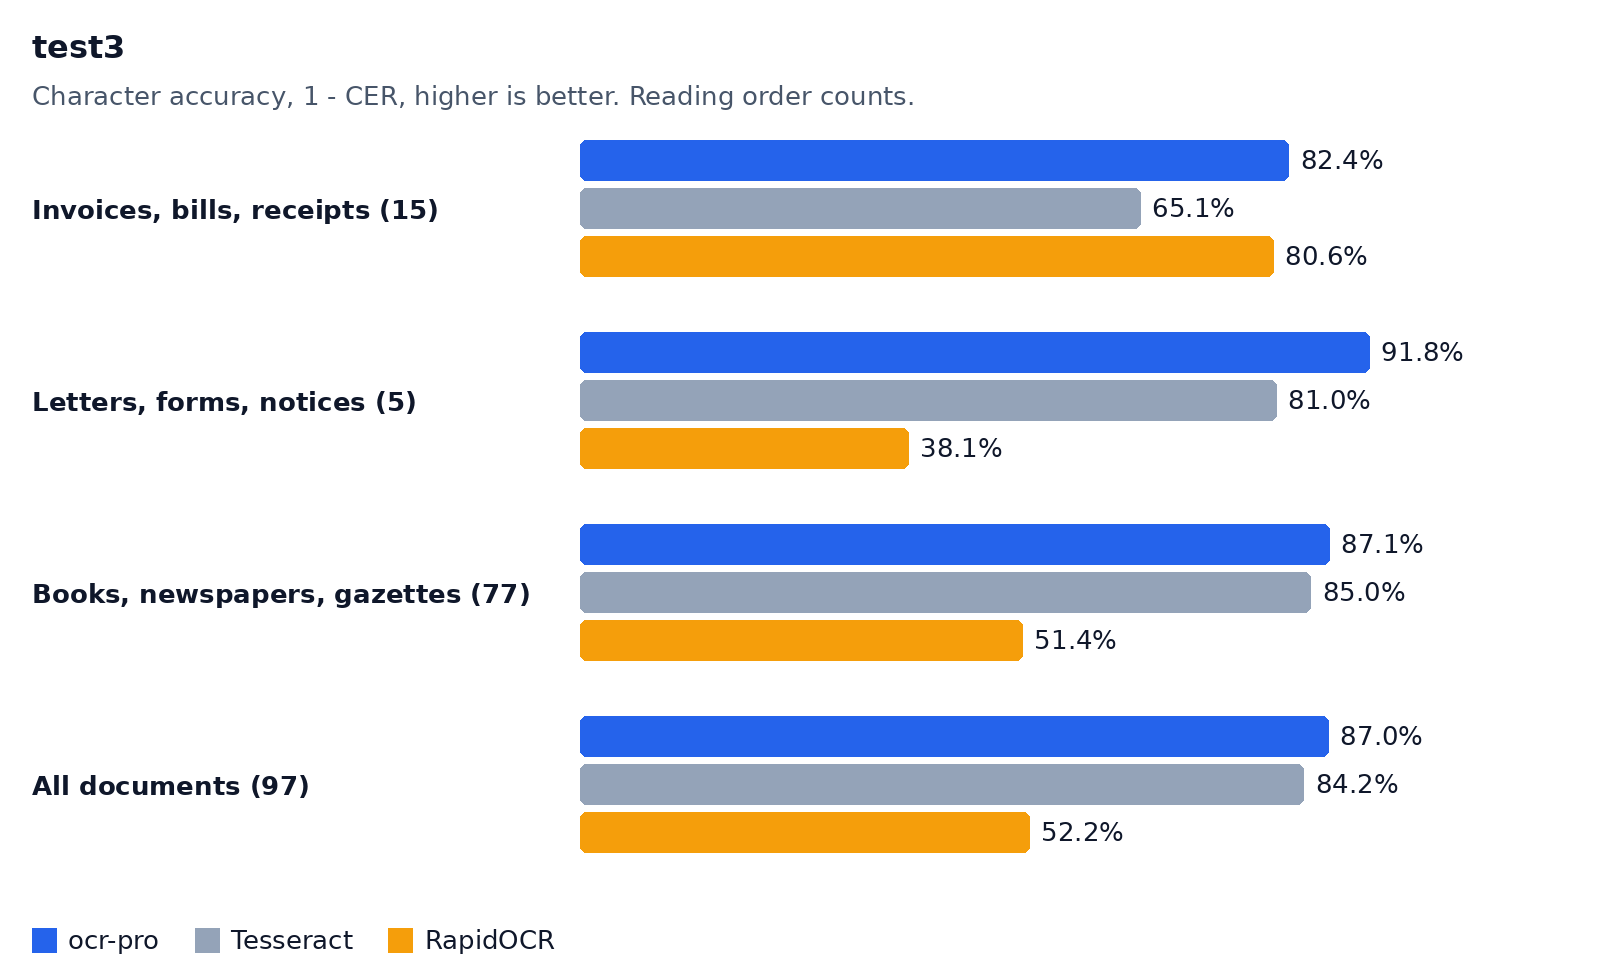 test3
Character accuracy, 1 - CER, higher is better. Reading order counts.
Invoices, bills, receipts (15)
82.4%
65.1%
80.6%
Letters, forms, notices (5)
91.8%
81.0%
38.1%
Books, newspapers, gazettes (77)
87.1%
85.0%
51.4%
All documents (97)
87.0%
84.2%
52.2%
ocr-pro Tesseract RapidOCR